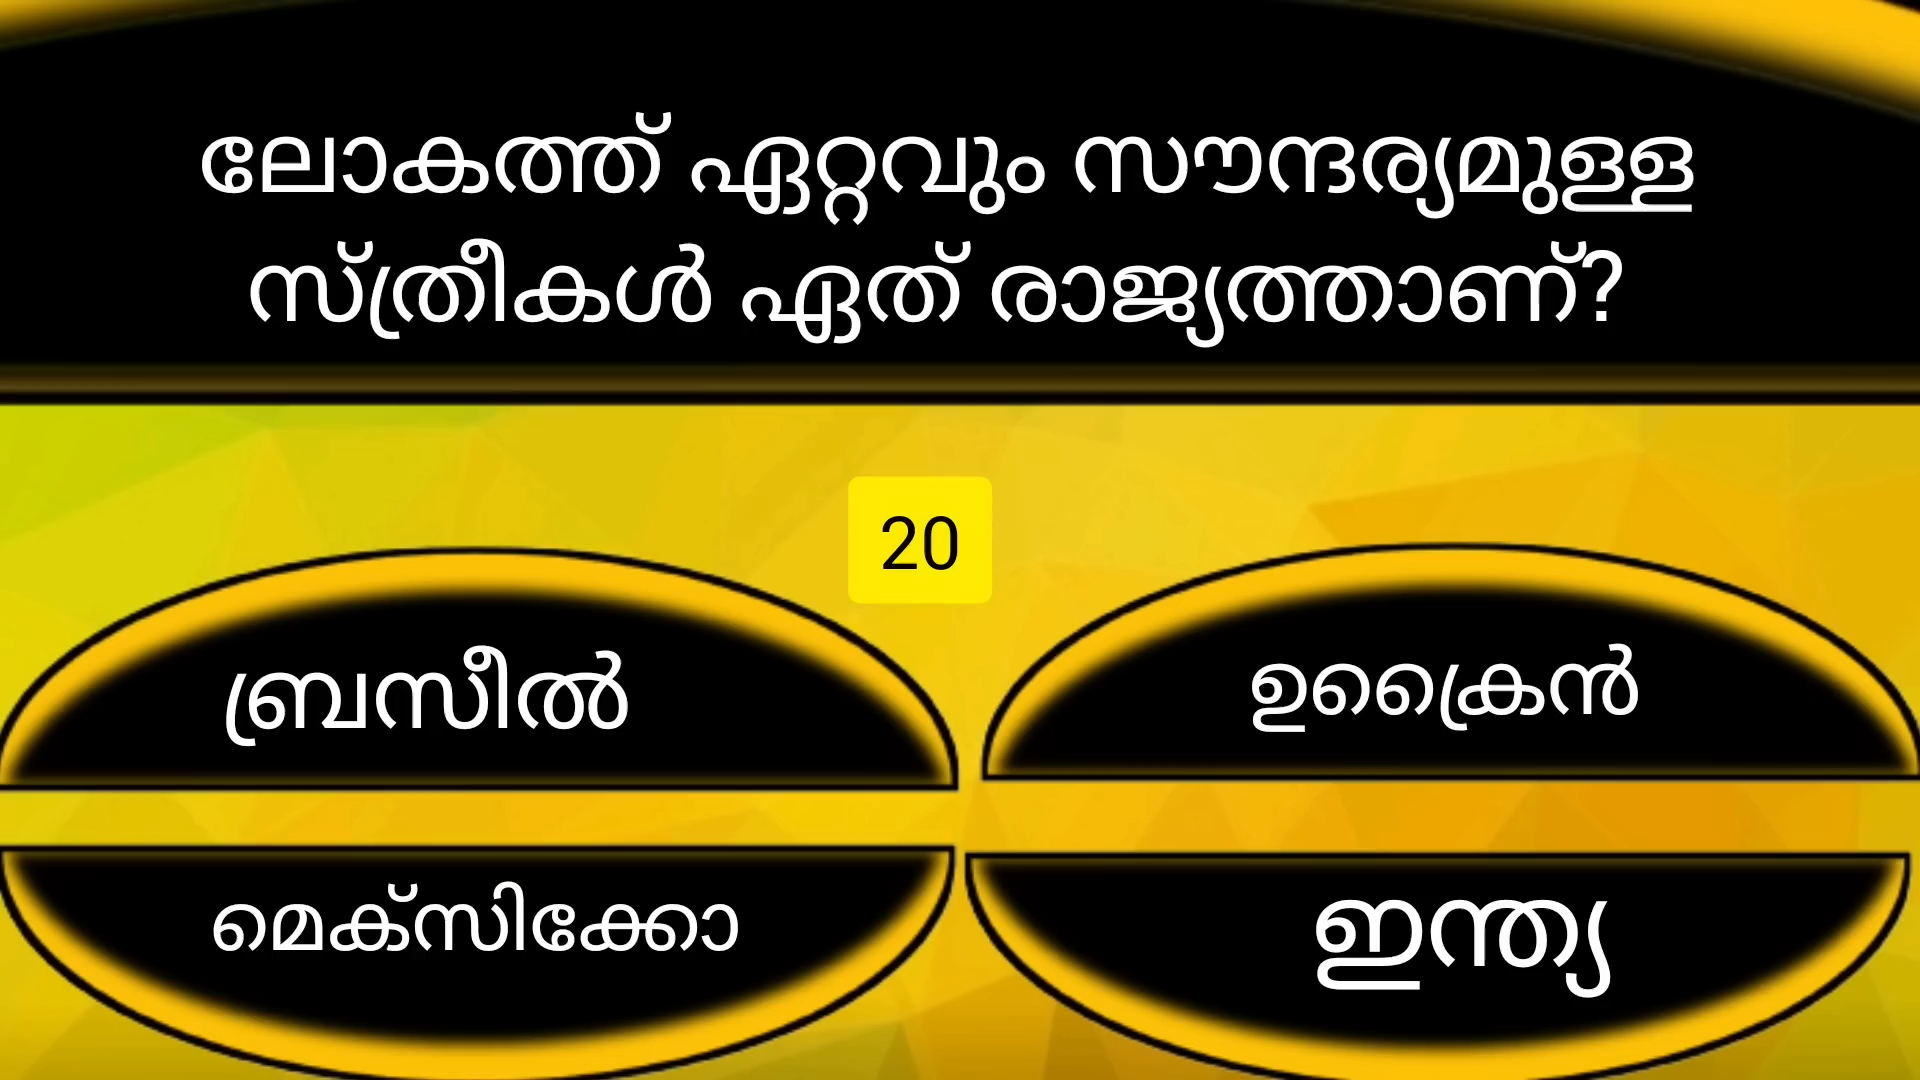 ലോകത്ത് ഏറ്റവും സൗന്ദര്യമുള്ള
സ്ത്രീകൾ ഏത് രാജ്യത്താണ്?
20
ബ്രസീൽ
ഉക്രൈൻ
മെക്സിക്കോ
ഇന്ത്യ